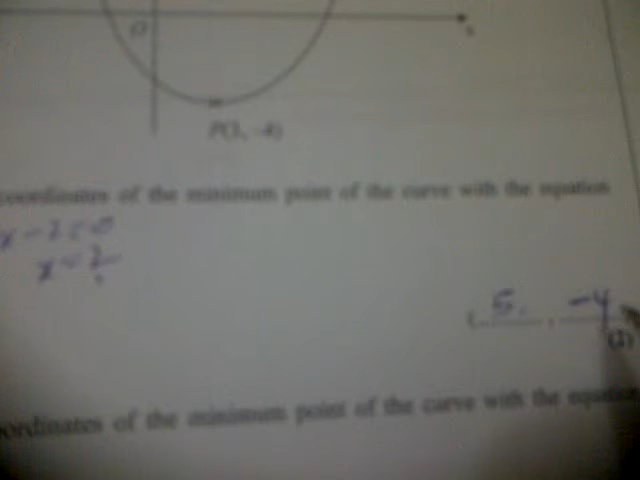 O x
P(3, -4)
coordinates of the minimum point of the curve with the equation
x - 2 = 0
x = 2
( 5 , -4
(2)
ordinates of the minimum point of the curve with the equation